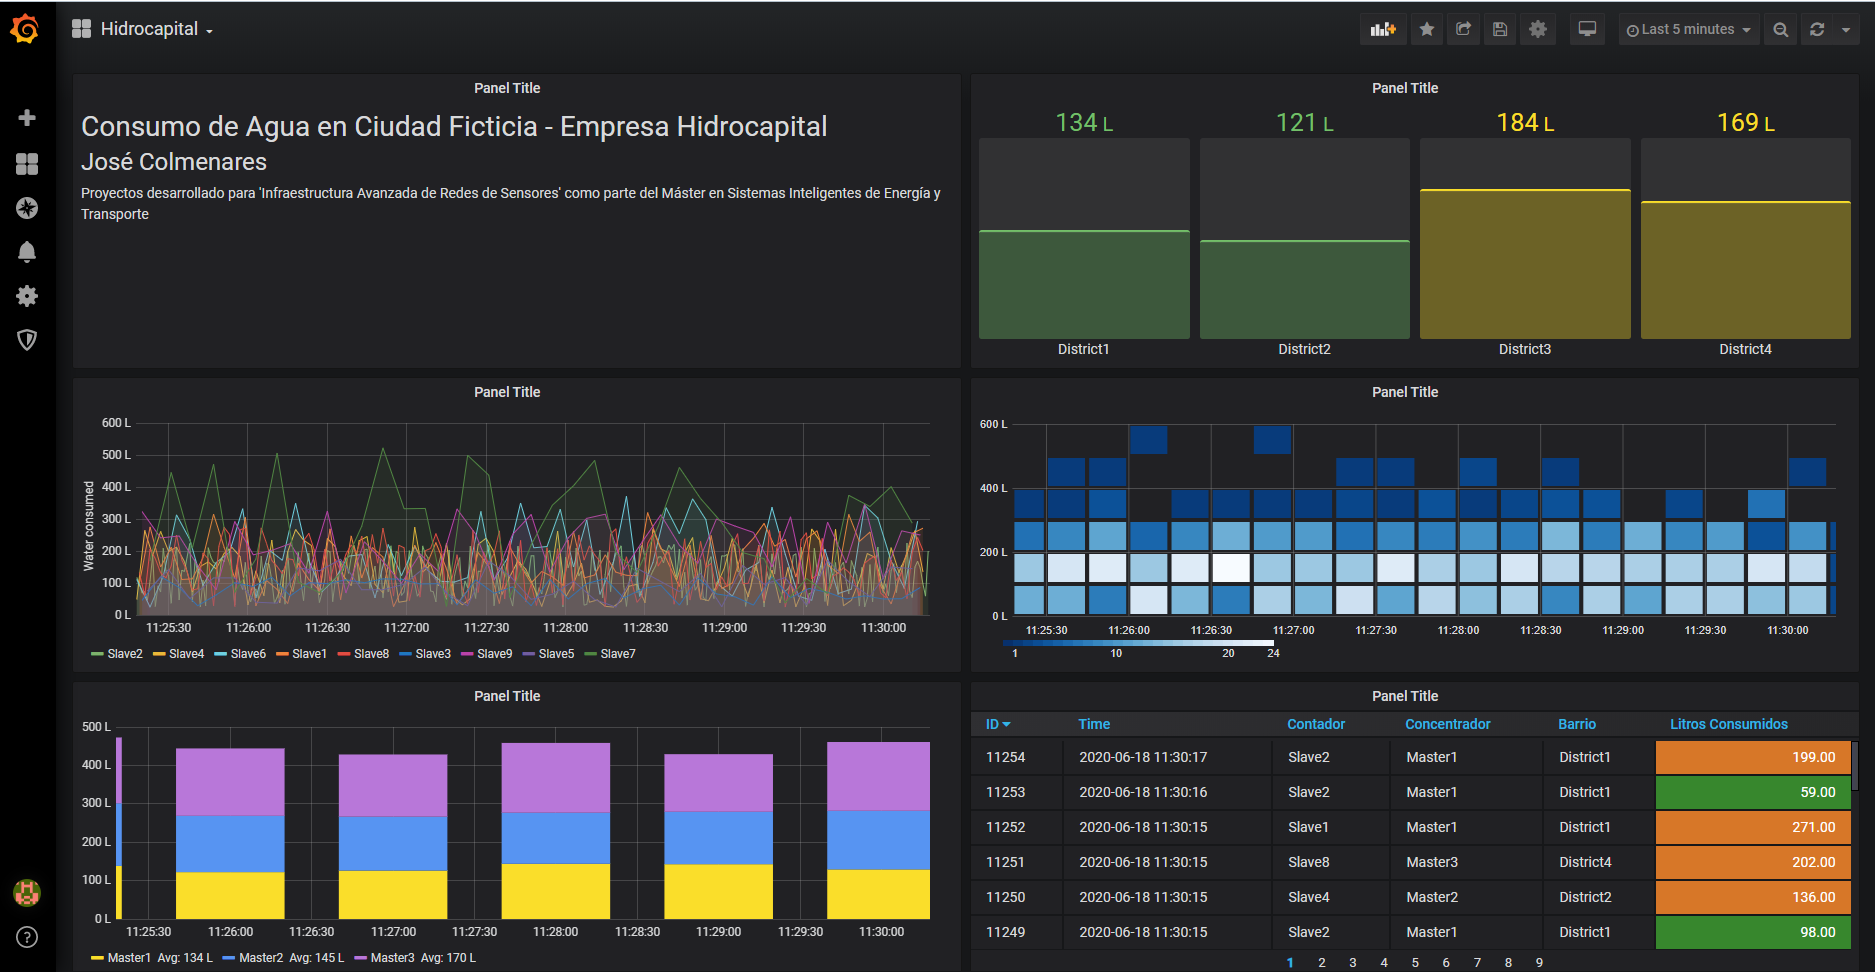 Hidrocapital
Last 5 minutes
Panel Title
Consumo de Agua en Ciudad Ficticia - Empresa Hidrocapital
José Colmenares
Proyectos desarrollado para 'Infraestructura Avanzada de Redes de Sensores' como parte del Máster en Sistemas Inteligentes de Energía y
Transporte
Panel Title
134 L 121 L 184 L 169 L
District1 District2 District3 District4
Panel Title
Water consumed
600 L
500 L
400 L
300 L
200 L
100 L
0 L
11:25:30 11:26:00 11:26:30 11:27:00 11:27:30 11:28:00 11:28:30 11:29:00 11:29:30 11:30:00
Slave2 Slave4 Slave6 Slave1 Slave8 Slave3 Slave9 Slave5 Slave7
Panel Title
600 L
400 L
200 L
0 L
11:25:30 11:26:00 11:26:30 11:27:00 11:27:30 11:28:00 11:28:30 11:29:00 11:29:30 11:30:00
1 10 20 24
Panel Title
500 L
400 L
300 L
200 L
100 L
0 L
11:25:30 11:26:00 11:26:30 11:27:00 11:27:30 11:28:00 11:28:30 11:29:00 11:29:30 11:30:00
Master1 Avg: 134 L Master2 Avg: 145 L Master3 Avg: 170 L
Panel Title
ID Time Contador Concentrador Barrio Litros Consumidos
11254 2020-06-18 11:30:17 Slave2 Master1 District1 199.00
11253 2020-06-18 11:30:16 Slave2 Master1 District1 59.00
11252 2020-06-18 11:30:15 Slave1 Master1 District1 271.00
11251 2020-06-18 11:30:15 Slave8 Master3 District4 202.00
11250 2020-06-18 11:30:15 Slave4 Master2 District2 136.00
11249 2020-06-18 11:30:15 Slave2 Master1 District1 98.00
1 2 3 4 5 6 7 8 9